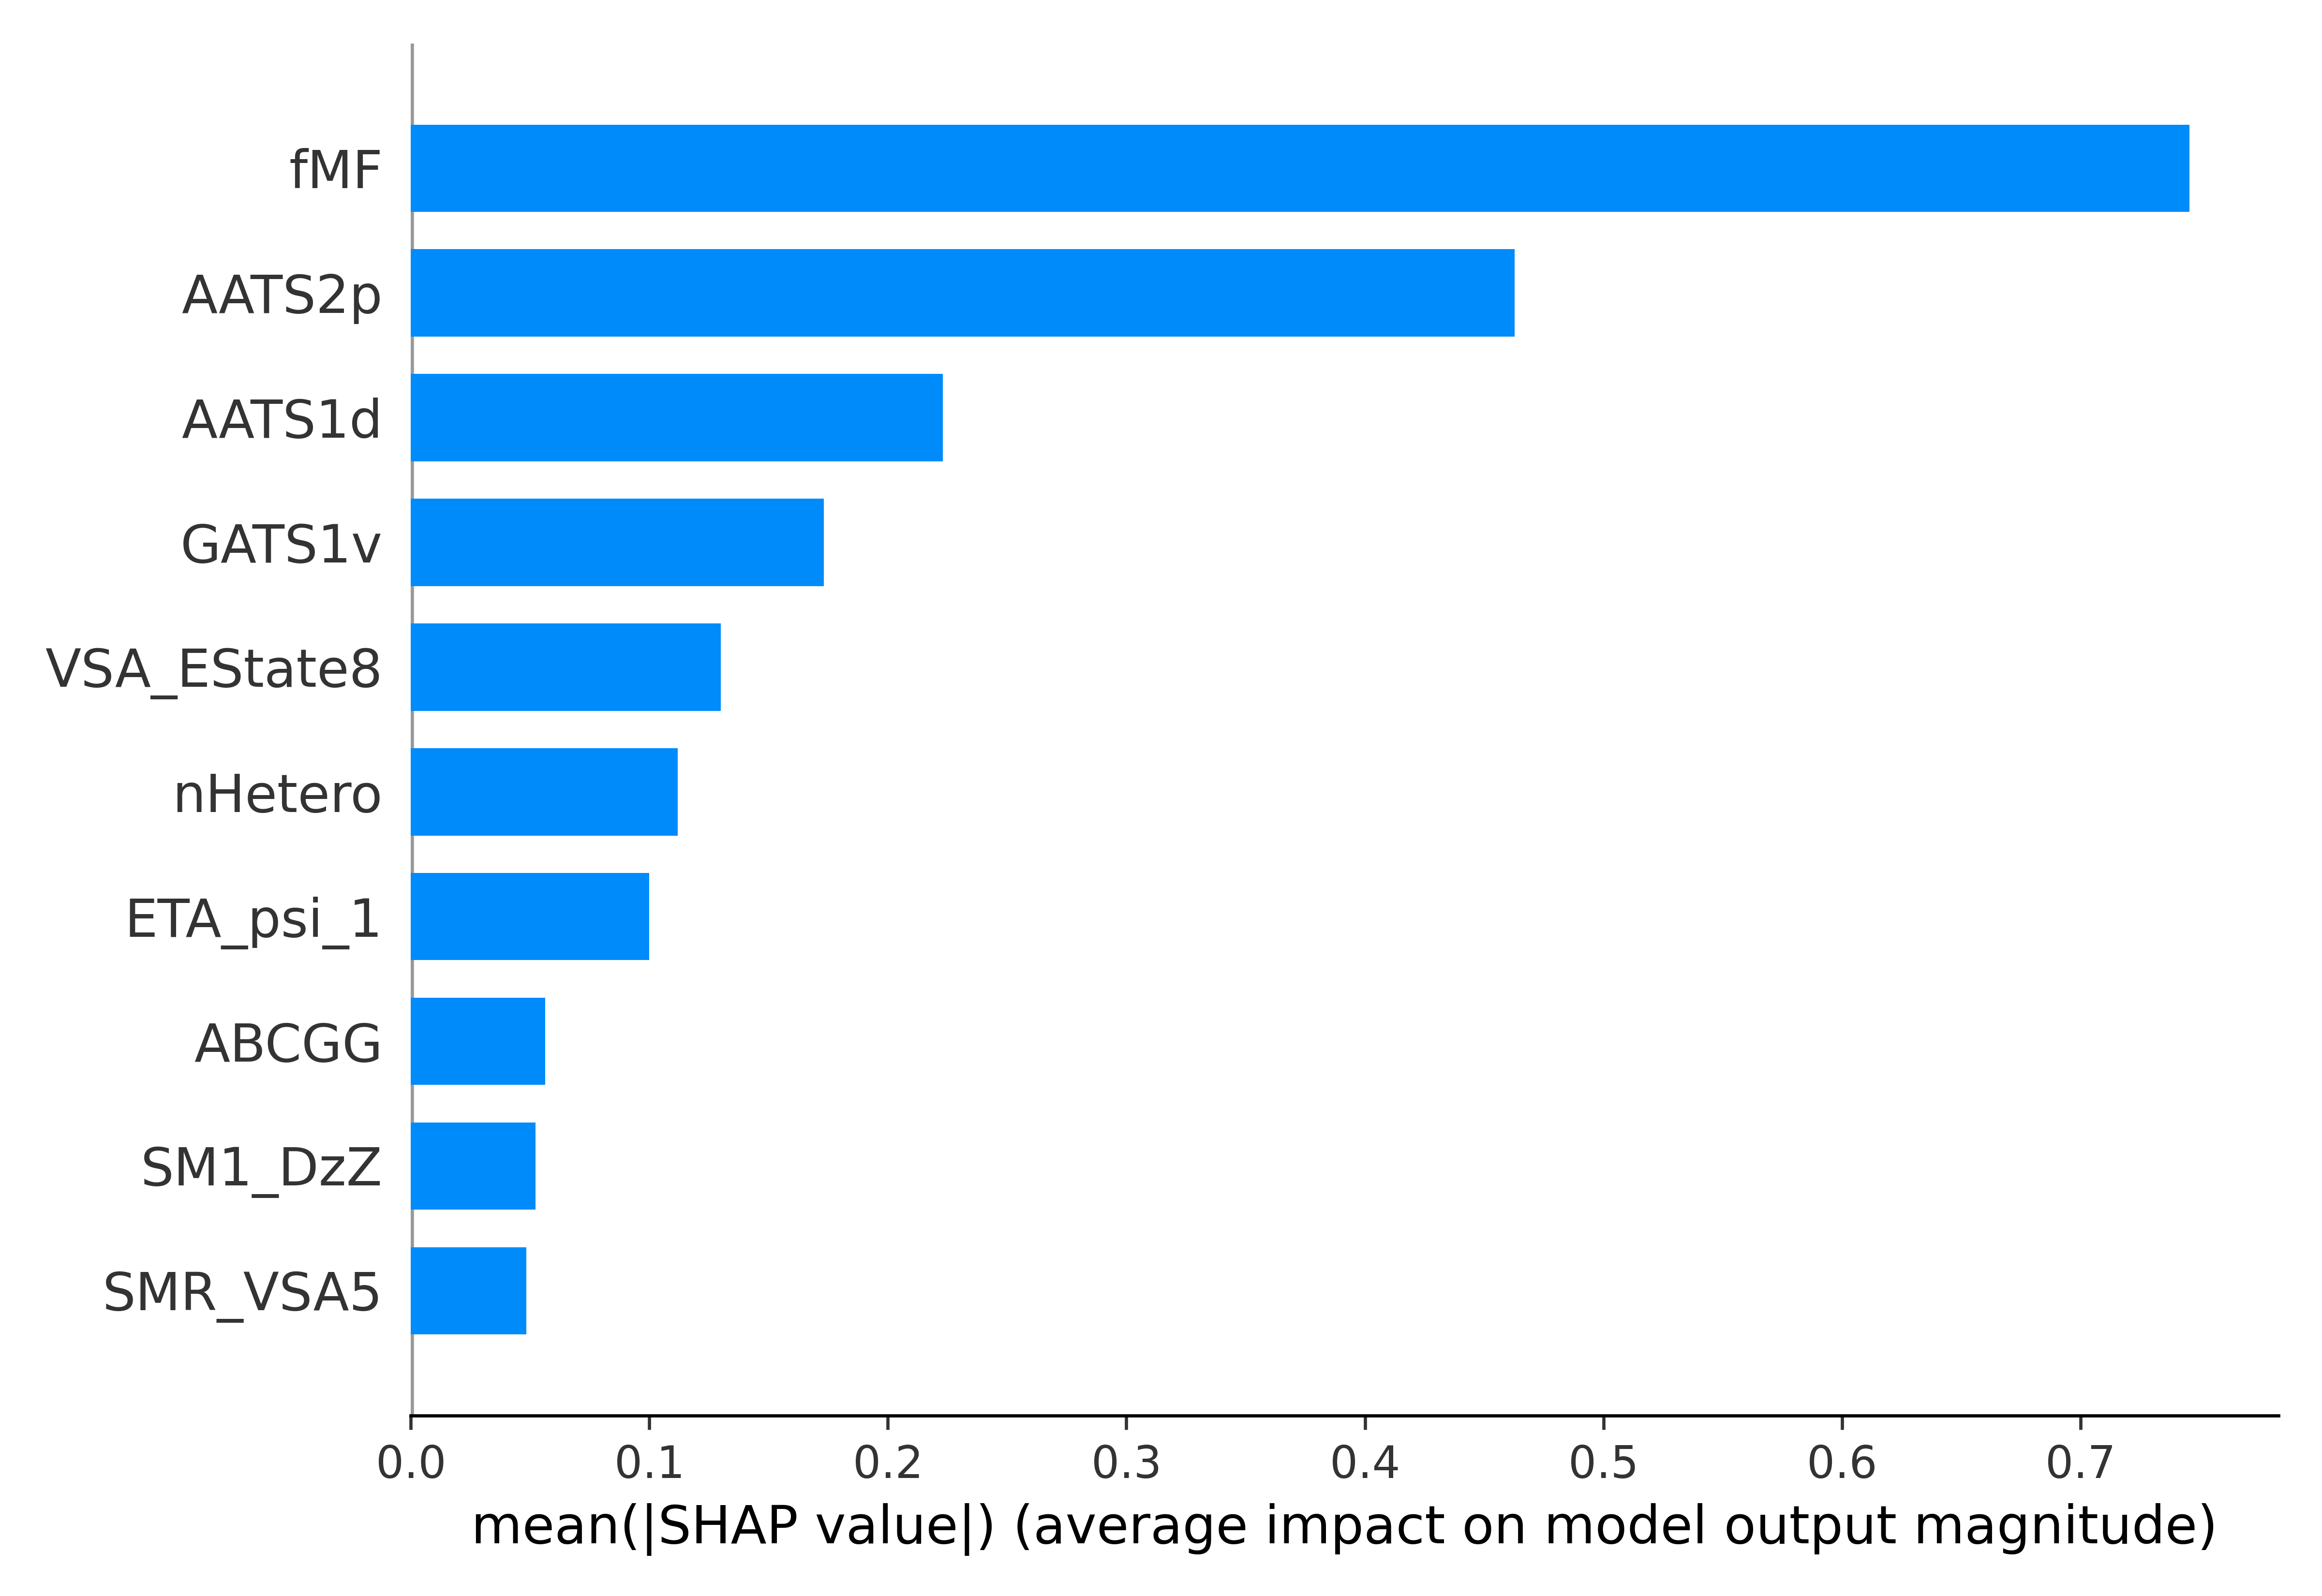 fMF
AATS2p
AATS1d
GATS1v
VSA_EState8
nHetero
ETA_psi_1
ABCGG
SM1_DzZ
SMR_VSA5
0.0 0.1 0.2 0.3 0.4 0.5 0.6 0.7
mean(|SHAP value|) (average impact on model output magnitude)